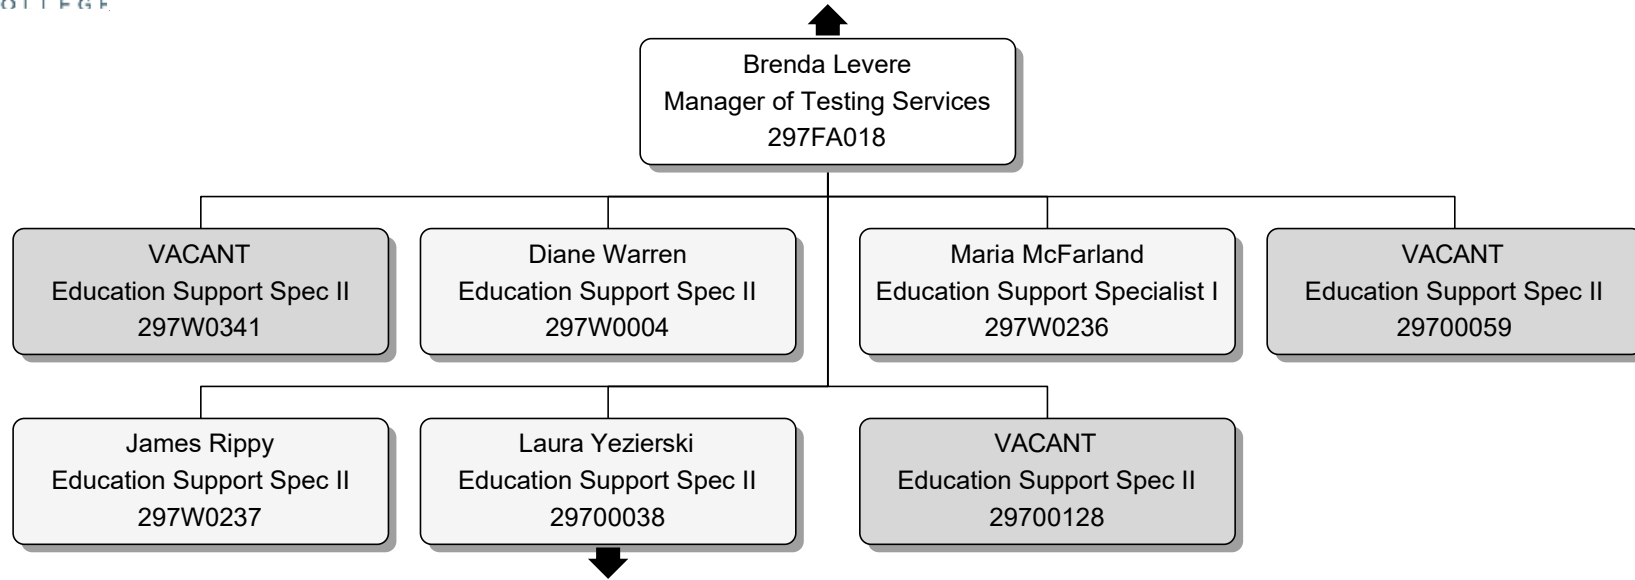 Brenda Levere
Manager of Testing Services
297FA018
VACANT
Education Support Spec II
297W0341
Diane Warren
Education Support Spec II
297W0004
Maria McFarland
Education Support Specialist I
297W0236
VACANT
Education Support Spec II
29700059
James Rippy
Education Support Spec II
297W0237
Laura Yezierski
Education Support Spec II
29700038
VACANT
Education Support Spec II
29700128